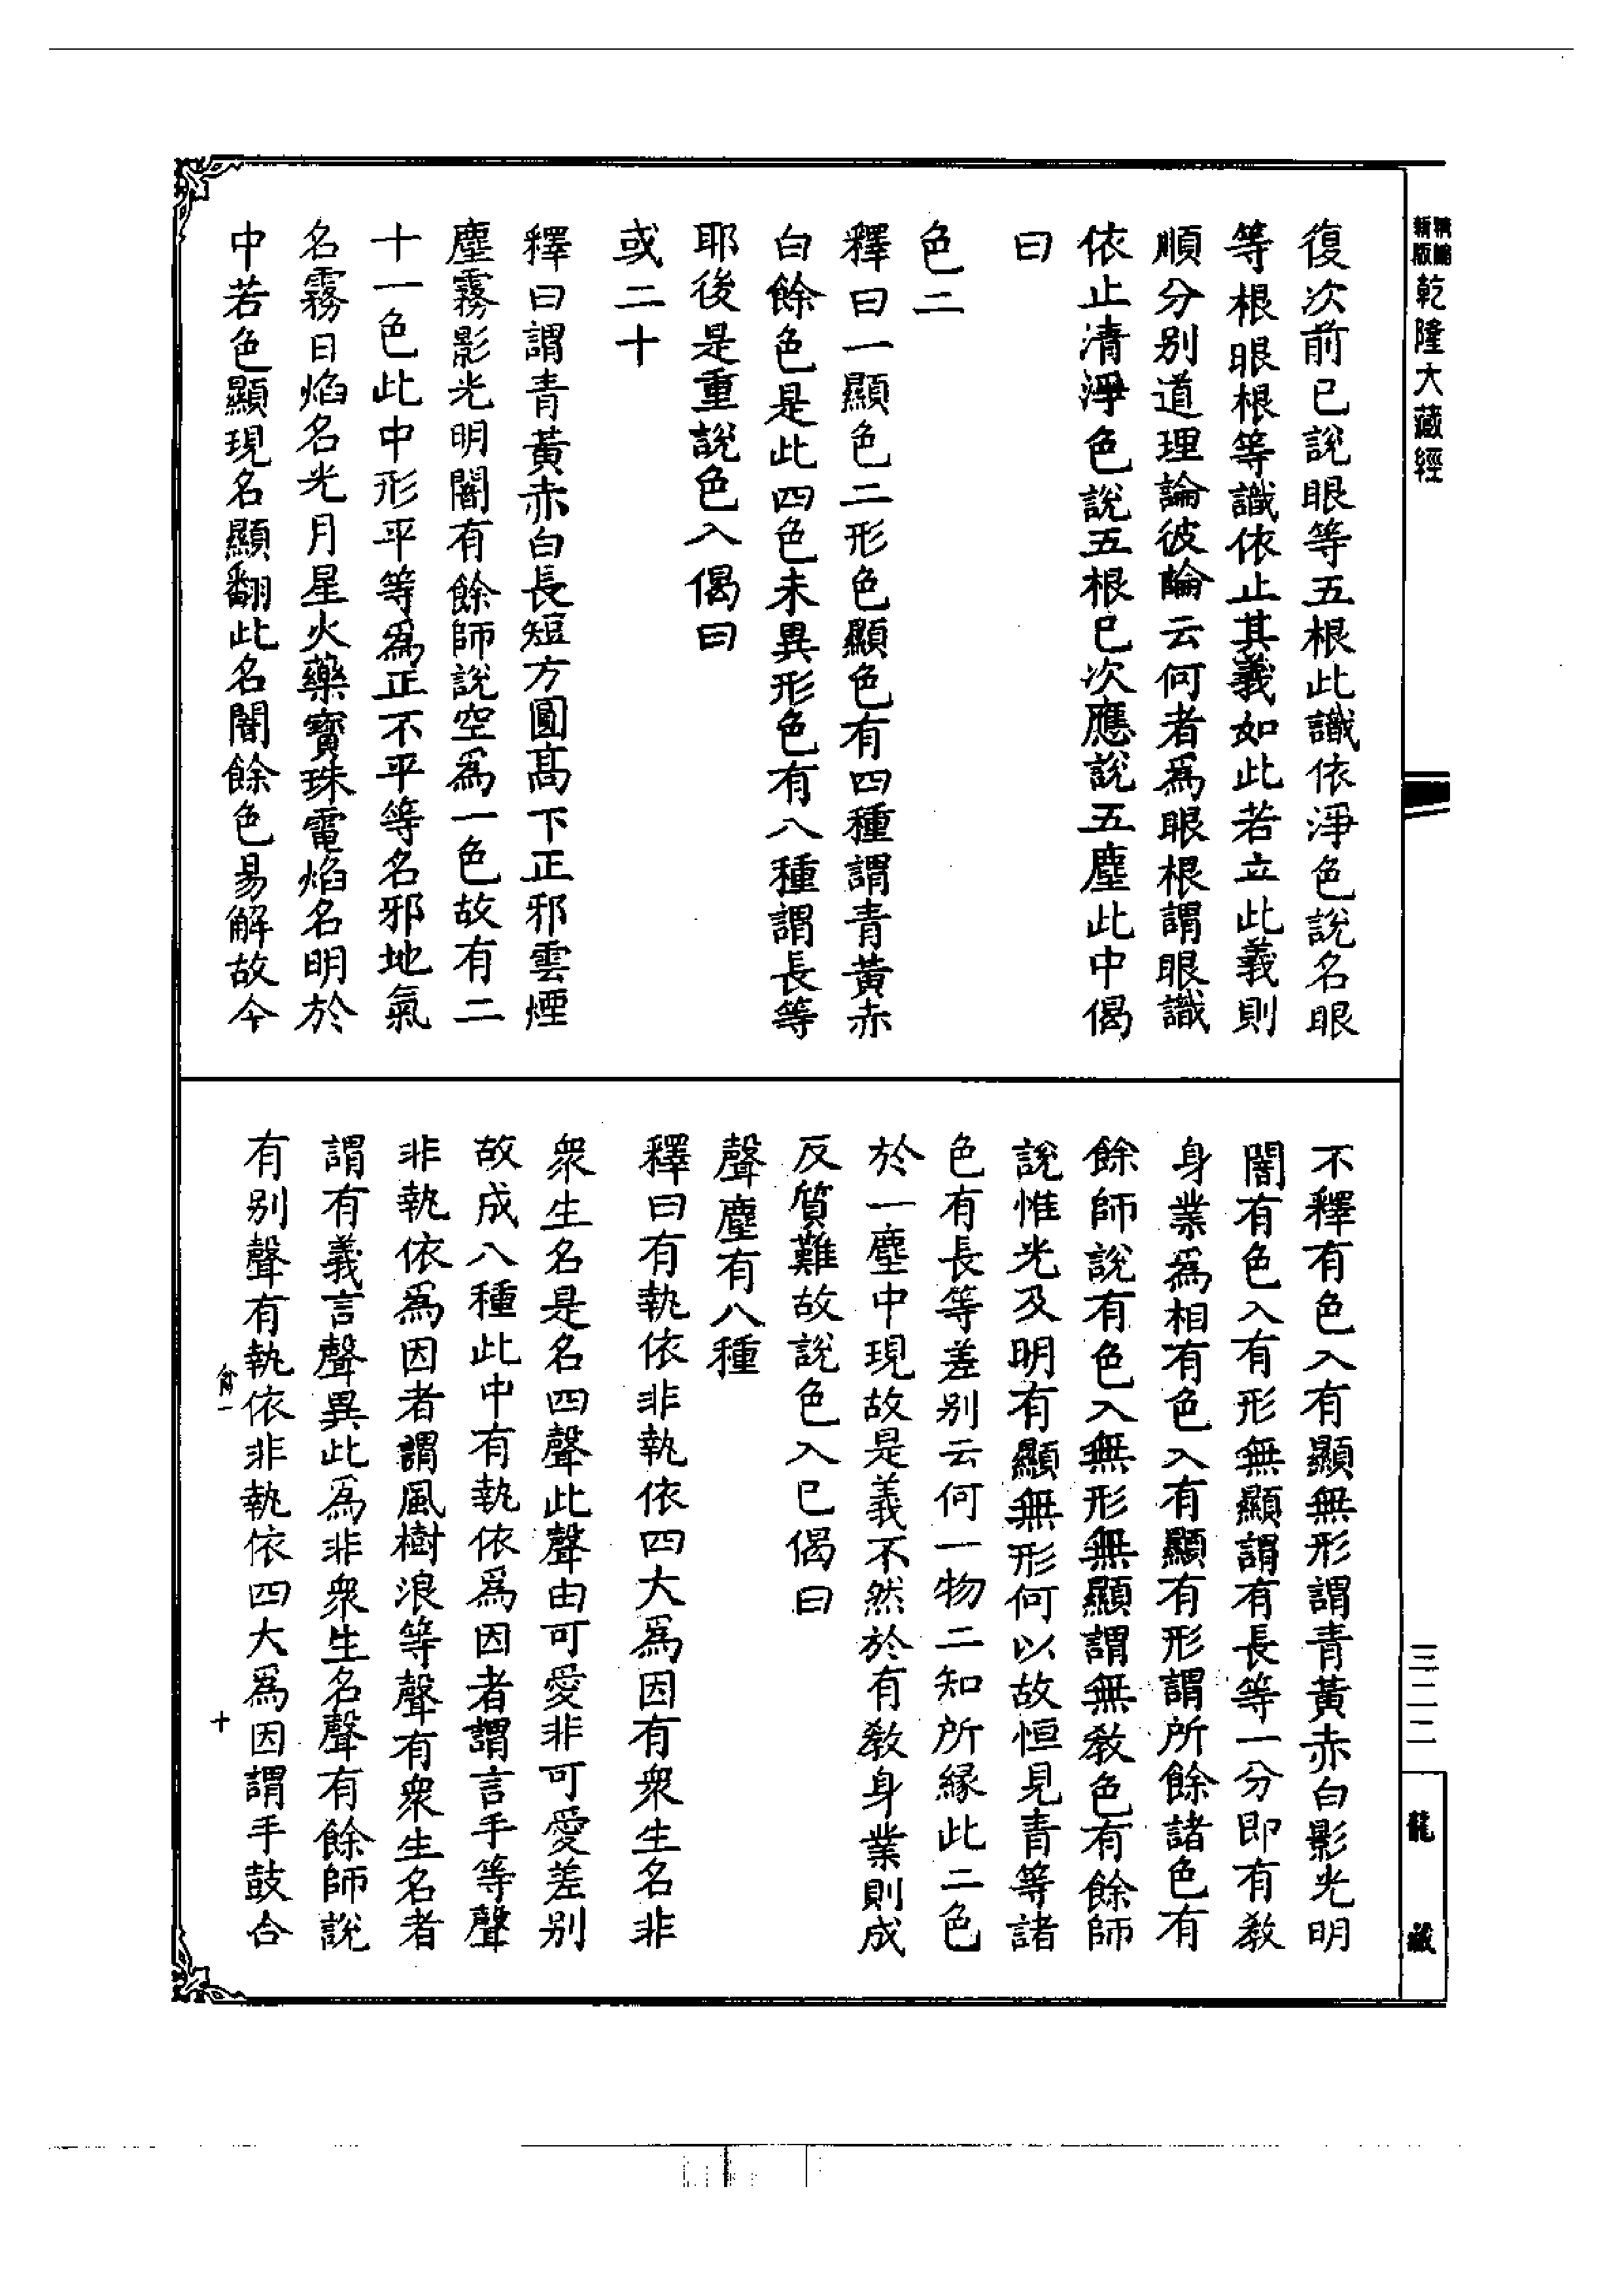 精編新版乾隆大藏經
復次前已說眼等五根此識依淨色說名眼
等根眼根等識依止其義如此若立此義則
順分別道理論彼論云何者為眼根謂眼識
依止清淨色說五根已次應說五塵此中偈
曰
色二
釋曰一顯色二形色顯色有四種謂青黃赤
白餘色是此四色未異形色有八種謂長等
耶後是重說色入偈曰
或二十
釋曰謂青黃赤白長短方圓高下正邪雲煙
塵霧影光明闇有餘師說空為一色故有二
十一色此中形平等為正不平等名邪地氣
名霧日焰名光月星火藥寶珠電焰名明於
中若色顯現名顯翻此名闇餘色易解故今
不釋有色入有顯無形謂青黃赤白影光明
闇有色入有形無顯謂有長等一分即有教
身業為相有色入有顯有形謂所餘諸色有
餘師說有色入無形無顯謂無教色有餘師
說惟光及明有顯無形何以故恒見青等諸
色有長等差別云何一物二知所緣此二色
於一塵中現故是義不然於有教身業則成
反質難故說色入已偈曰
聲塵有八種
釋曰有執依非執依四大為因有眾生名非
眾生名是名四聲此聲由可愛非可愛差別
故成八種此中有執依為因者謂言手等聲
非執依為因者謂風樹浪等聲有眾生名者
謂有義言聲異此為非眾生名聲有餘師說
有別聲有執依非執依四大為因謂手鼓合
十
三二二
龍藏